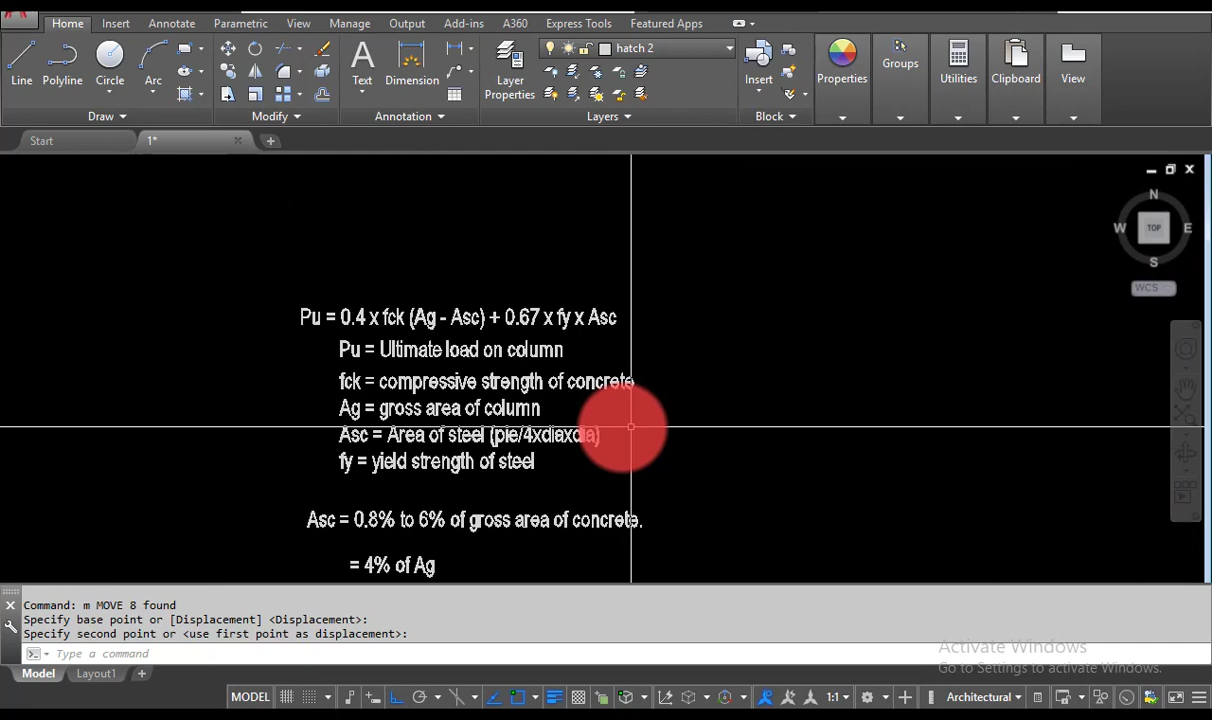 Home Insert Annotate Parametric View Manage Output Add-ins A360 Express Tools Featured Apps
hatch 2
Line Polyline Circle Arc Text Dimension Layer Properties Insert Properties Groups Utilities Clipboard View
Draw Modify Annotation Layers Block
Start 1*
N
W TOP E
S
WCS
Pu = 0.4 x fck (Ag - Asc) + 0.67 x fy x Asc
Pu = Ultimate load on column
fck = compressive strength of concrete
Ag = gross area of column
Asc = Area of steel (pie/4xdiaxdia)
fy = yield strength of steel
Asc = 0.8% to 6% of gross area of concrete.
= 4% of Ag
Command: m MOVE 8 found
Specify base point or [Displacement] <Displacement>:
Specify second point or <use first point as displacement>:
Type a command
Activate Windows
Go to Settings to activate Windows.
Model Layout1
MODEL 1:1 Architectural